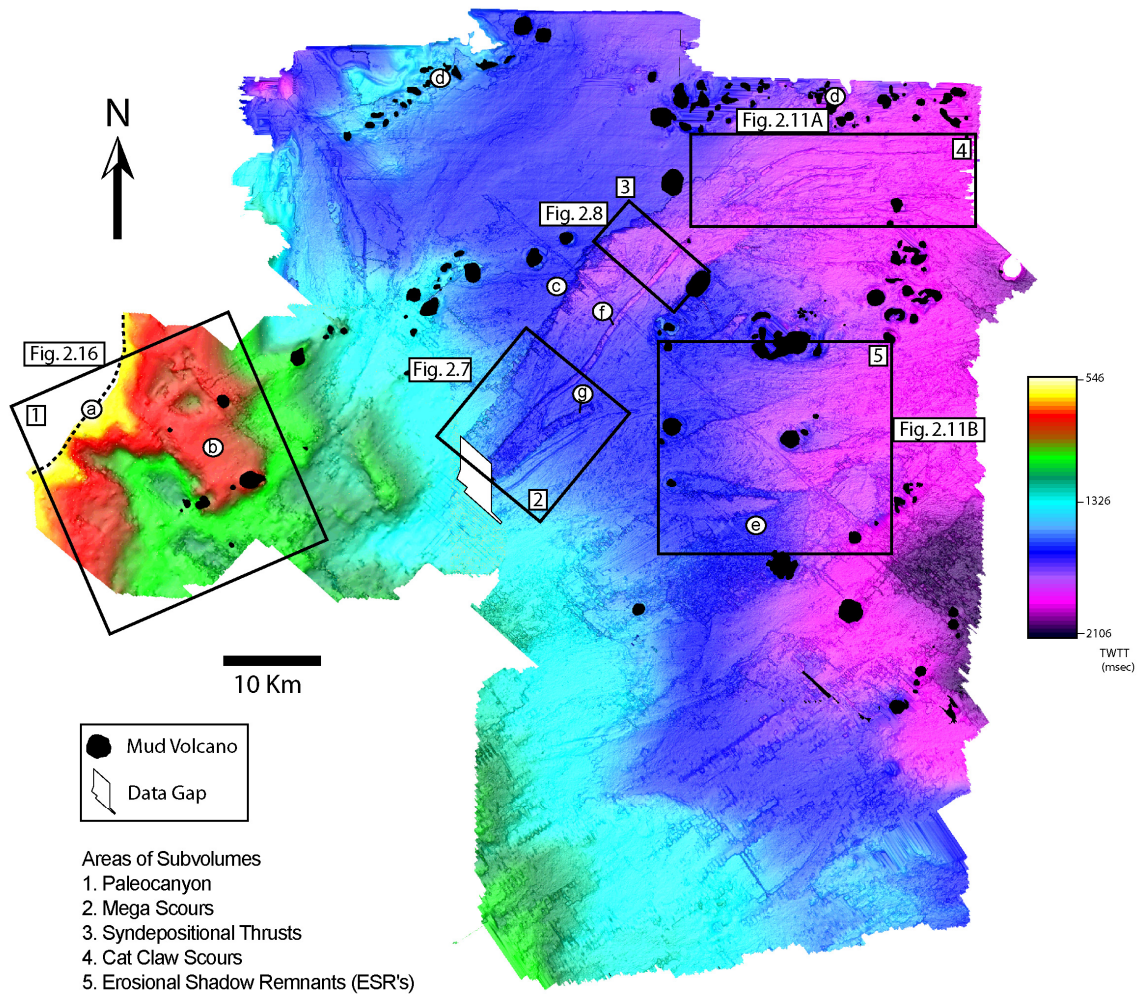 N
d
d
Fig. 2.11A
4
3
Fig. 2.8
c
f
Fig. 2.16
Fig. 2.7
5
1
a
g
b
Fig. 2.11B
2
e
546
1326
2106
TWTT
(msec)
10 Km
Mud Volcano
Data Gap
Areas of Subvolumes
1. Paleocanyon
2. Mega Scours
3. Syndepositional Thrusts
4. Cat Claw Scours
5. Erosional Shadow Remnants (ESR's)